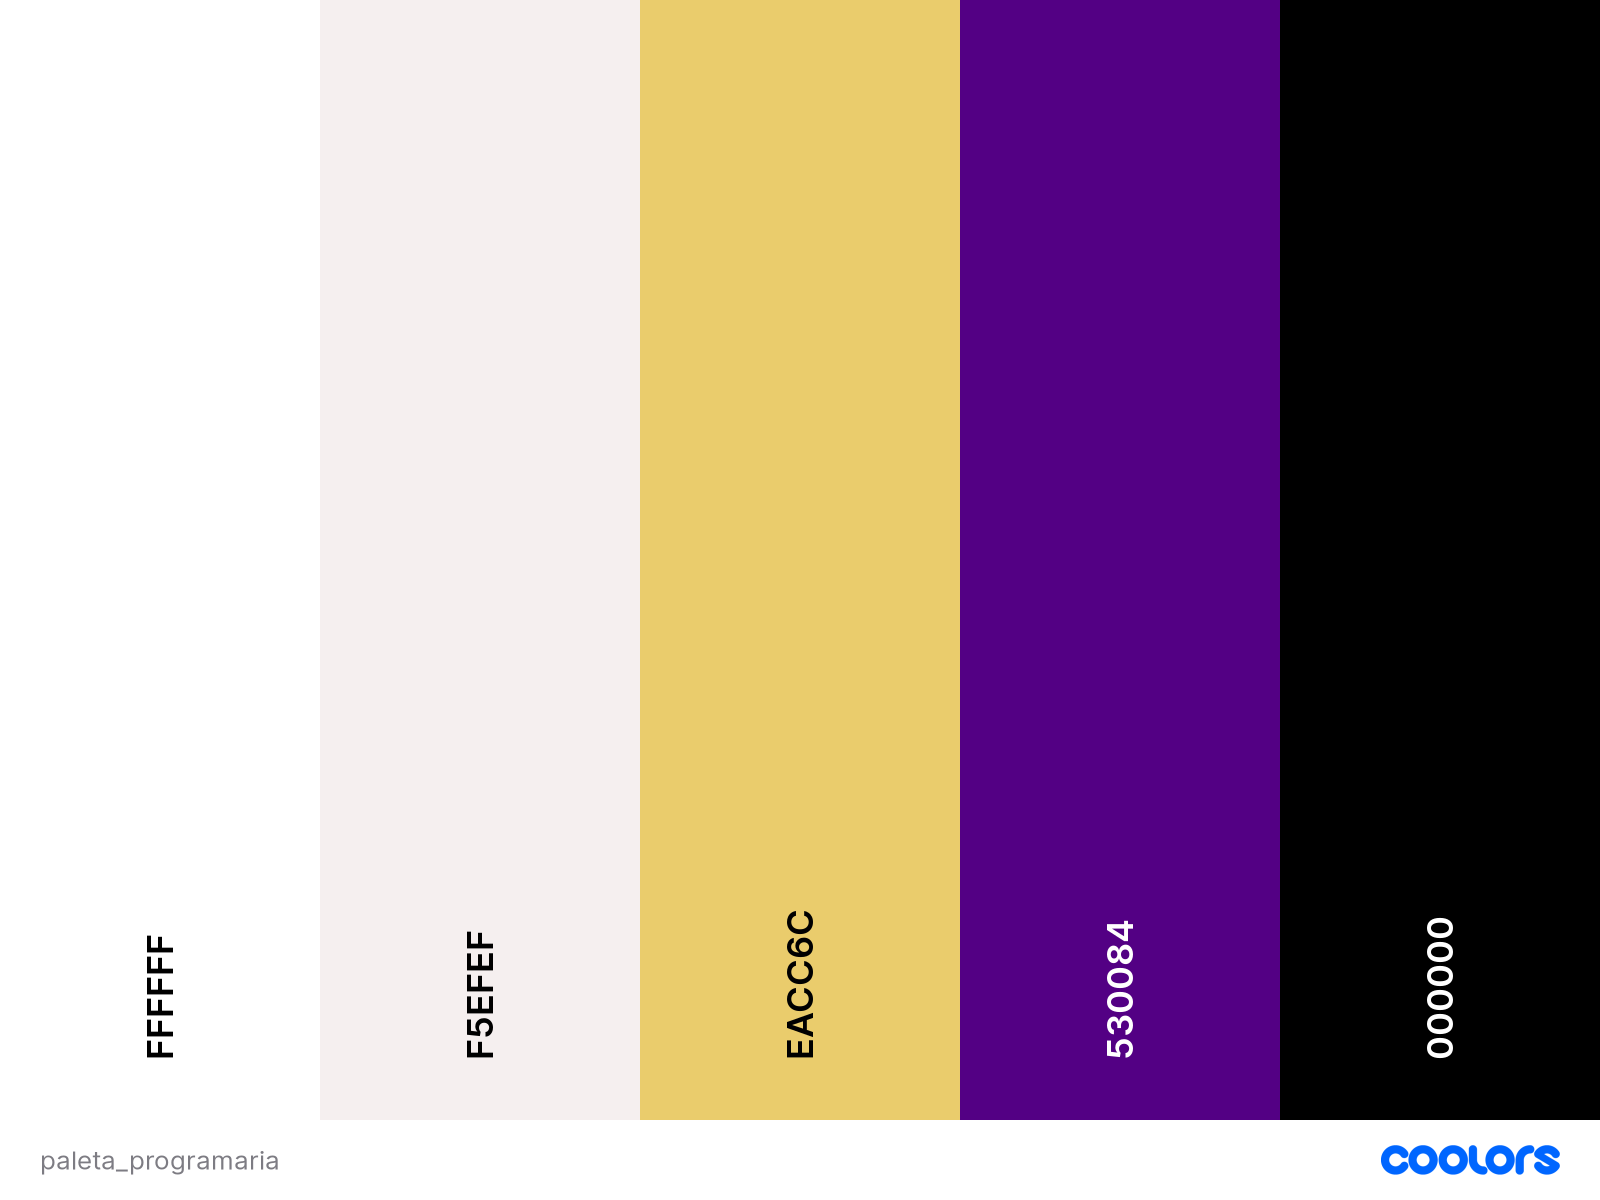 FFFFFF
F5EFEF
EACC6C
530084
000000
paleta_programaria
coolors